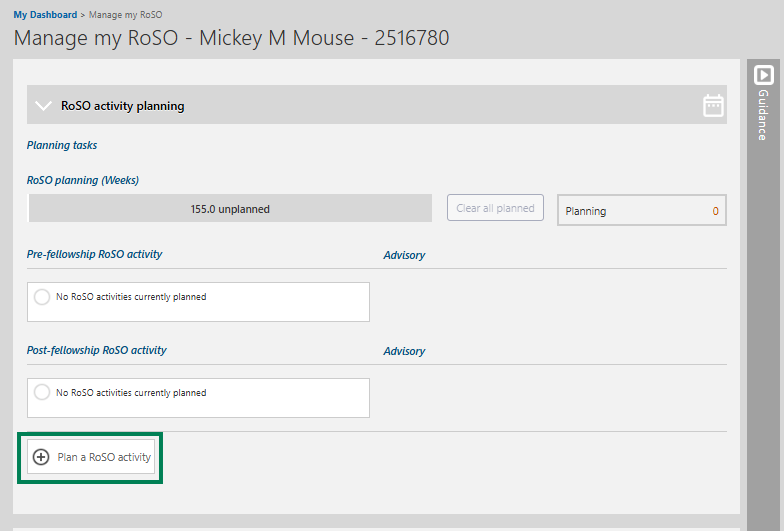 My Dashboard > Manage my RoSO
Manage my RoSO - Mickey M Mouse - 2516780
Guidance
RoSO activity planning
Planning tasks
RoSO planning (Weeks)
155.0 unplanned
Clear all planned
Planning 0
Pre-fellowship RoSO activity Advisory
No RoSO activities currently planned
Post-fellowship RoSO activity Advisory
No RoSO activities currently planned
Plan a RoSO activity